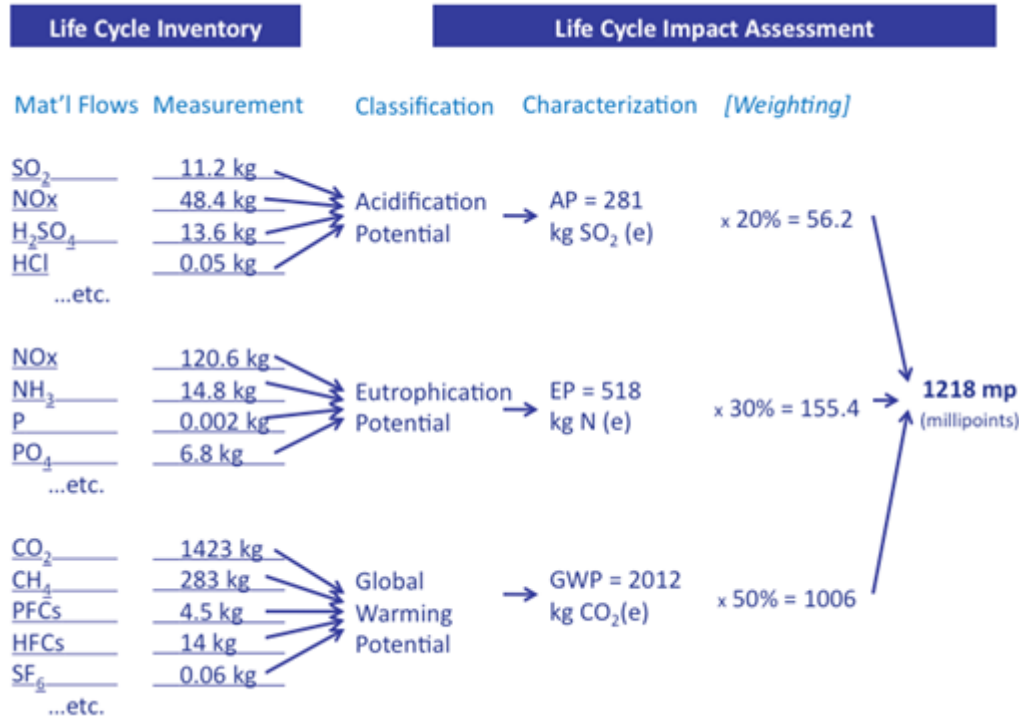 Life Cycle Inventory
Life Cycle Impact Assessment
Mat'l Flows Measurement Classification Characterization [Weighting]
SO2 11.2 kg
NOx 48.4 kg
H2SO4 13.6 kg
HCl 0.05 kg
...etc.
Acidification
Potential
AP = 281
kg SO2 (e)
x 20% = 56.2
NOx 120.6 kg
NH3 14.8 kg
P 0.002 kg
PO4 6.8 kg
...etc.
Eutrophication
Potential
EP = 518
kg N (e)
x 30% = 155.4
1218 mp
(millipoints)
CO2 1423 kg
CH4 283 kg
PFCs 4.5 kg
HFCs 14 kg
SF6 0.06 kg
...etc.
Global
Warming
Potential
GWP = 2012
kg CO2(e)
x 50% = 1006